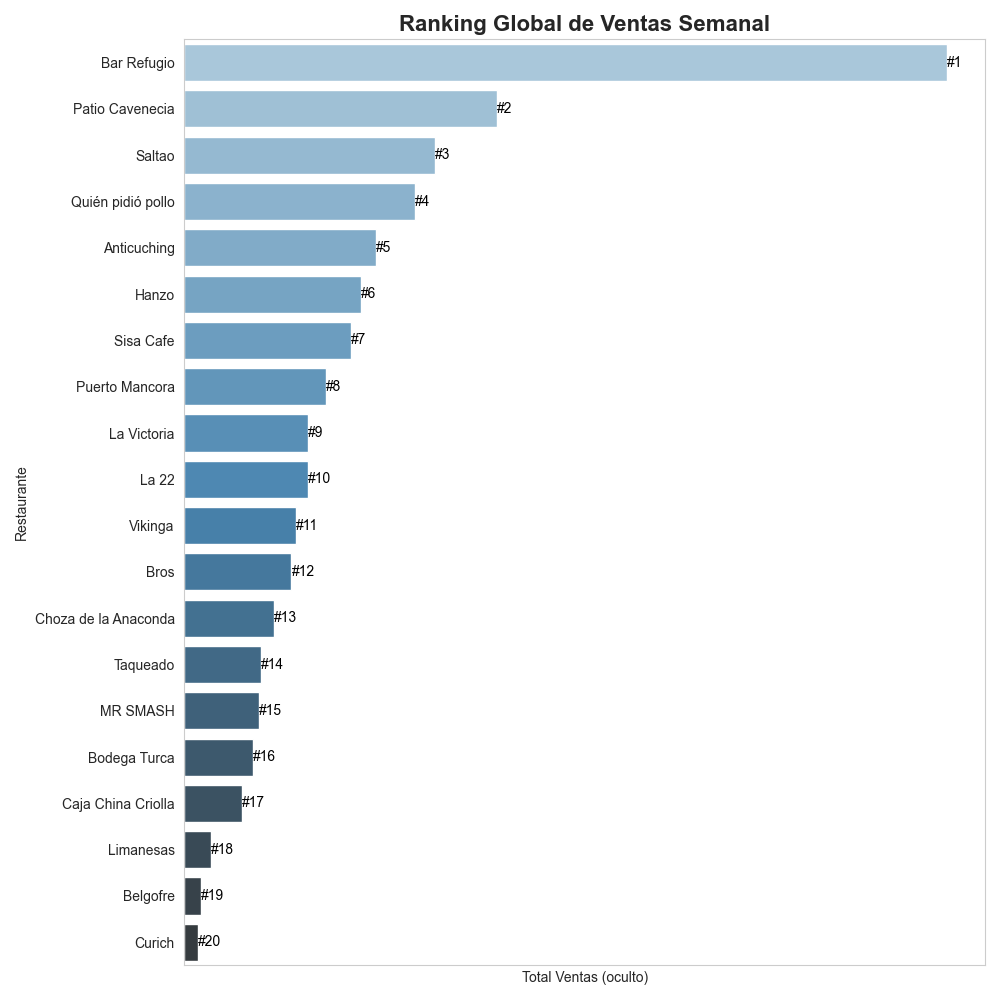 Ranking Global de Ventas Semanal
Bar Refugio #1
Patio Cavenecia #2
Saltao #3
Quién pidió pollo #4
Anticuching #5
Hanzo #6
Sisa Cafe #7
Puerto Mancora #8
La Victoria #9
La 22 #10
Vikinga #11
Bros #12
Choza de la Anaconda #13
Taqueado #14
MR SMASH #15
Bodega Turca #16
Caja China Criolla #17
Limanesas #18
Belgofre #19
Curich #20
Restaurante
Total Ventas (oculto)